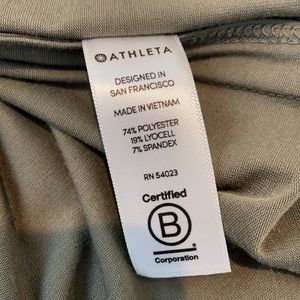 ATHLETA
DESIGNED IN
SAN FRANCISCO
MADE IN VIETNAM
74% POLYESTER
19% LYOCELL
7% SPANDEX
RN 54023
Certified
B
Corporation